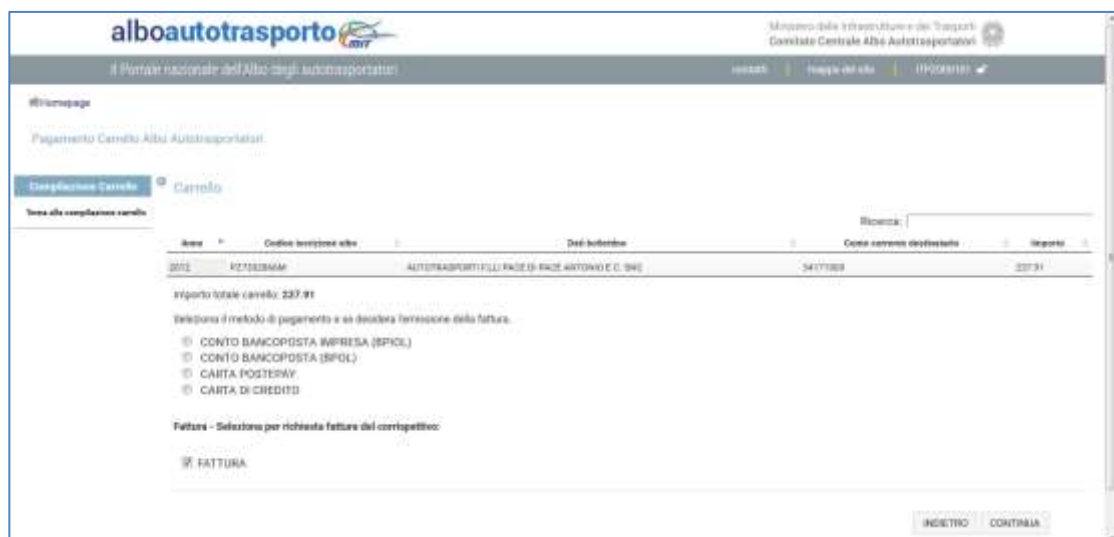 alboautotrasporto mit
Ministero delle Infrastrutture e dei Trasporti
Comitato Centrale Albo Autotrasportatori
Il Portale nazionale dell'Albo degli autotrasportatori
contatti | mappa del sito |
Homepage
Pagamento Carrello Albo Autotrasportatori
Compilazione Carrello
Torna alla compilazione carrello
Carrello
Ricerca:
Anno Codice iscrizione albo Dati bollettino Conto corrente destinatario Importo
2012 AUTOTRASPORTI F.LLI PACE DI PACE ANTONIO E C. SNC 34171009 237.91
Importo totale carrello: 237.91
Seleziona il metodo di pagamento e se desidera l'emissione della fattura.
CONTO BANCOPOSTA IMPRESA (BPIOL)
CONTO BANCOPOSTA (BPOL)
CARTA POSTEPAY
CARTA DI CREDITO
Fattura - Seleziona per richiesta fattura del corrispettivo:
FATTURA
INDIETRO CONTINUA